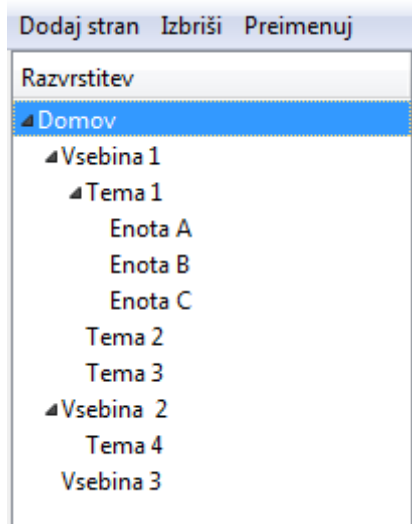 Dodaj stran Izbriši Preimenuj
Razvrstitev
Domov
Vsebina 1
Tema 1
Enota A
Enota B
Enota C
Tema 2
Tema 3
Vsebina 2
Tema 4
Vsebina 3